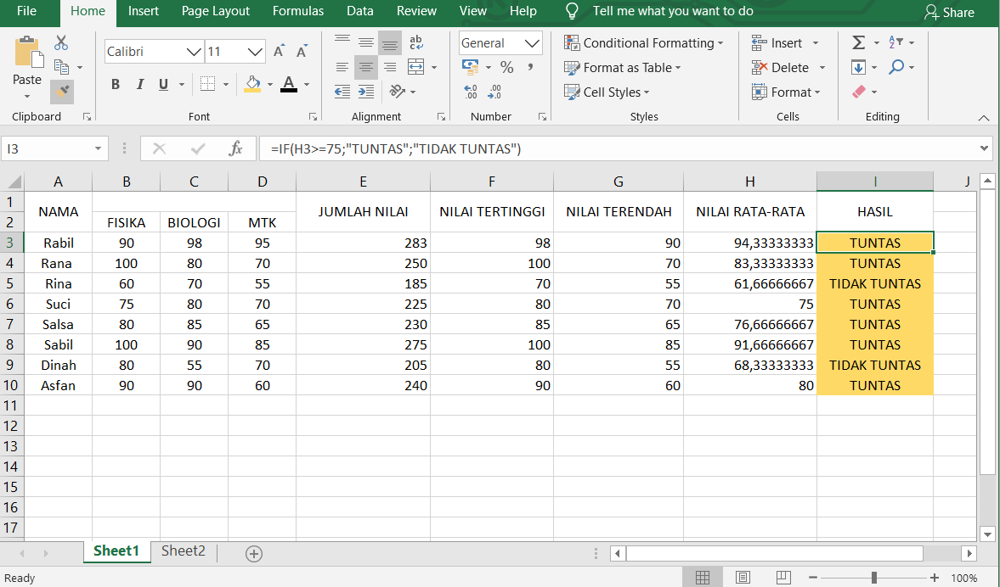 File Home Insert Page Layout Formulas Data Review View Help Tell me what you want to do Share
Paste Calibri 11 A A ab General Conditional Formatting Insert Σ A Z
B I U A % , Format as Table Delete
.00 .00 Cell Styles Format
Clipboard Font Alignment Number Styles Cells Editing
I3 fx =IF(H3>=75;"TUNTAS";"TIDAK TUNTAS")
A B C D E F G H I J
1 NAMA JUMLAH NILAI NILAI TERTINGGI NILAI TERENDAH NILAI RATA-RATA HASIL
2 FISIKA BIOLOGI MTK
3 Rabil 90 98 95 283 98 90 94,33333333 TUNTAS
4 Rana 100 80 70 250 100 70 83,33333333 TUNTAS
5 Rina 60 70 55 185 70 55 61,66666667 TIDAK TUNTAS
6 Suci 75 80 70 225 80 70 75 TUNTAS
7 Salsa 80 85 65 230 85 65 76,66666667 TUNTAS
8 Sabil 100 90 85 275 100 85 91,66666667 TUNTAS
9 Dinah 80 55 70 205 80 55 68,33333333 TIDAK TUNTAS
10 Asfan 90 90 60 240 90 60 80 TUNTAS
11
12
13
14
15
16
17
Sheet1 Sheet2
Ready 100%